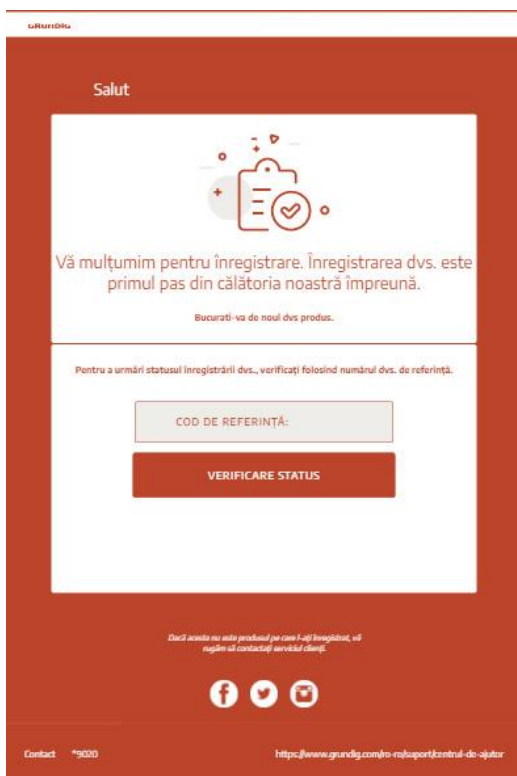 GRUNDIG
Salut
Vă mulțumim pentru înregistrare. Înregistrarea dvs. este
primul pas din călătoria noastră împreună.
Bucurati-va de noul dvs produs.
Pentru a urmări statusul înregistrării dvs., verificați folosind numărul dvs. de referință.
COD DE REFERINȚĂ:
VERIFICARE STATUS
Dacă acesta nu este produsul pe care l-ați înregistrat, vă
rugăm să contactați serviciul clienți.
Contact *9020 https://www.grundig.com/ro-ro/suport/centrul-de-ajutor